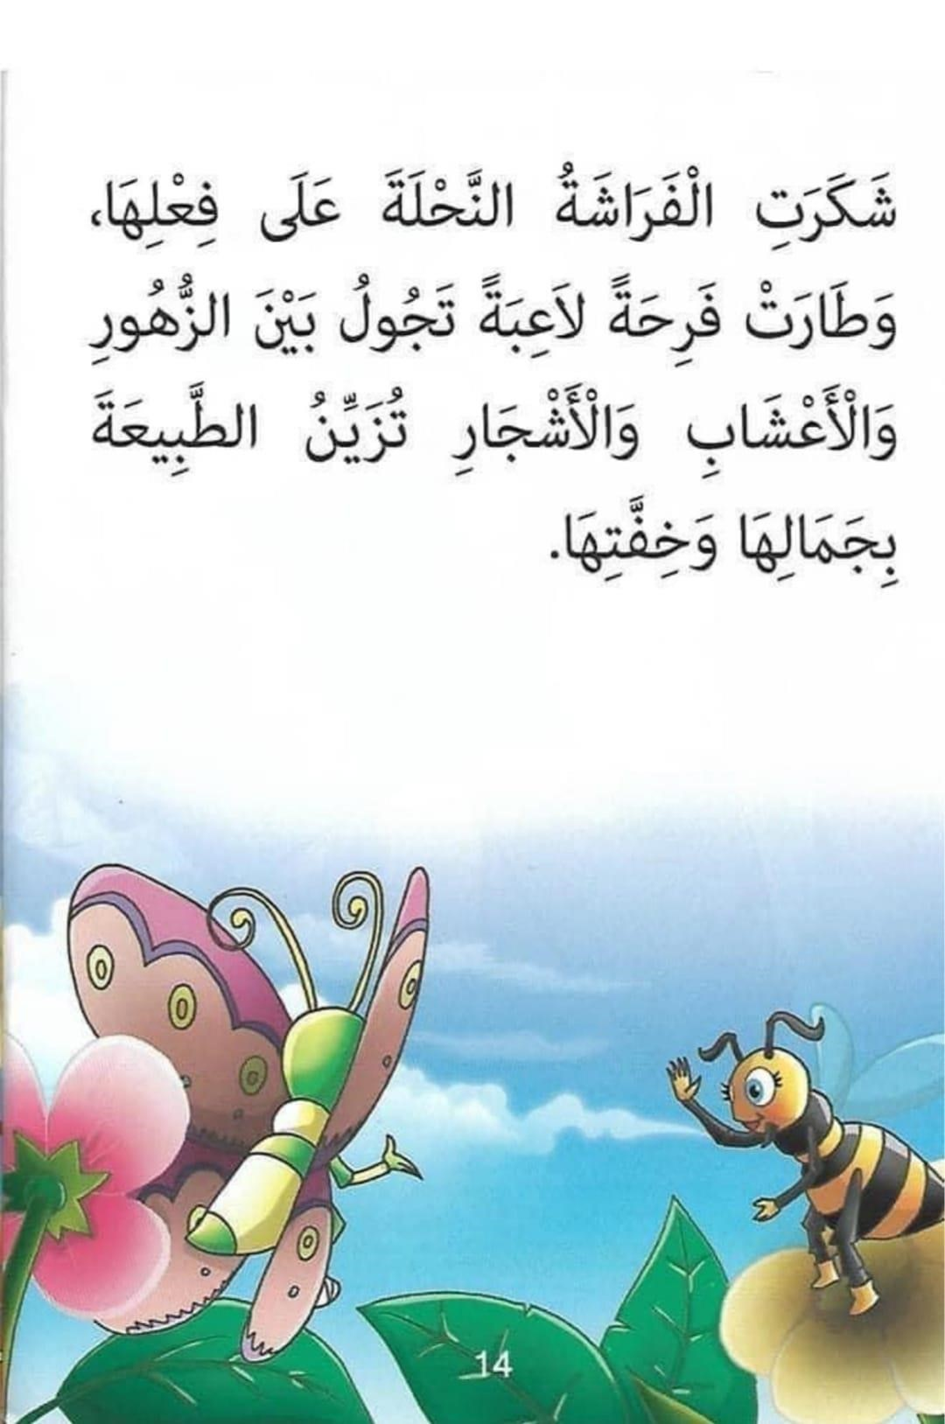 شَكَرَتِ الْفَرَاشَةُ النَّحْلَةَ عَلَى فِعْلِهَا،
وَطَارَتْ فَرِحَةً لاَعِبَةً تَجُولُ بَيْنَ الزُّهُورِ
وَالْأَعْشَابِ وَالْأَشْجَارِ تُزَيِّنُ الطَّبِيعَةَ
بِجَمَالِهَا وَخِفَّتِهَا.
14